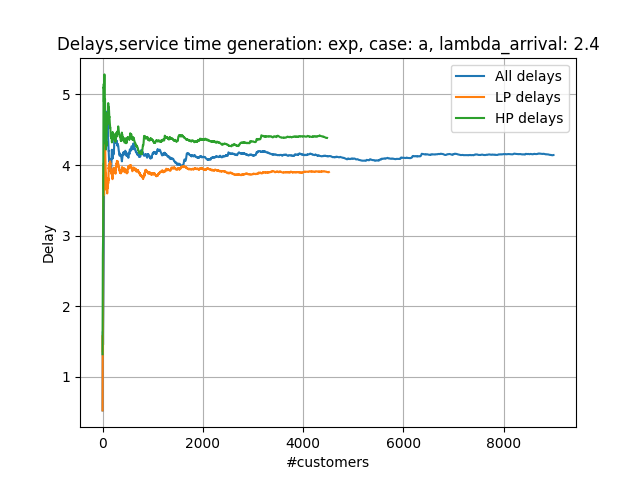 Delays,service time generation: exp, case: a, lambda_arrival: 2.4
All delays
LP delays
HP delays
5
4
3
2
1
Delay
0 2000 4000 6000 8000
#customers